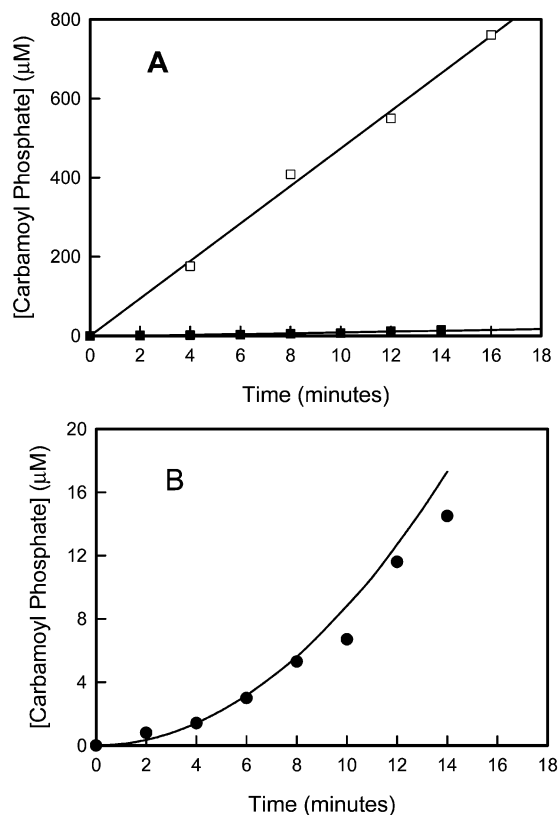 A
800
600
400
200
0
[Carbamoyl Phosphate] (μM)
0 2 4 6 8 10 12 14 16 18
Time (minutes)
B
20
16
12
8
4
0
[Carbamoyl Phosphate] (μM)
0 2 4 6 8 10 12 14 16 18
Time (minutes)